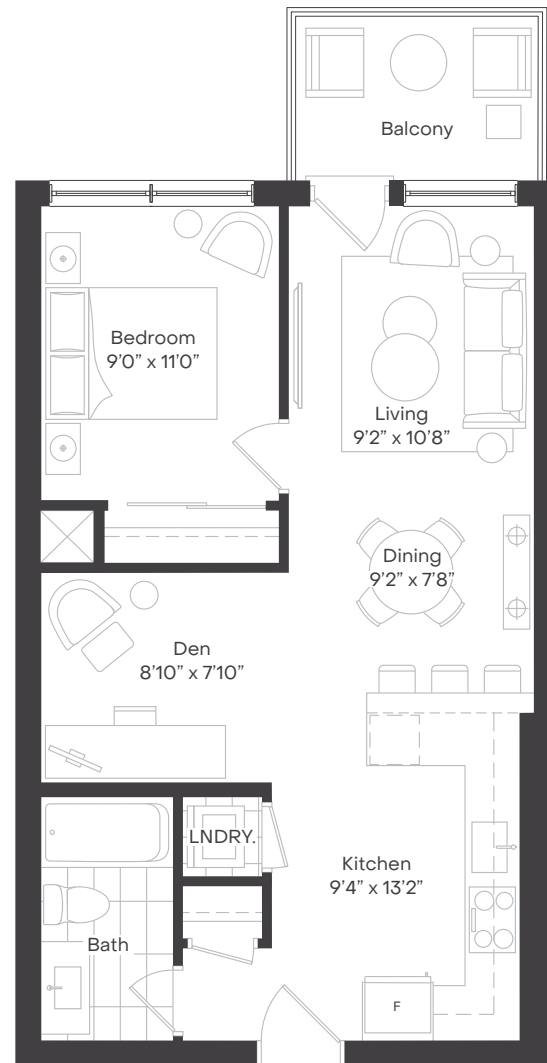 Balcony
Bedroom
9’0” x 11’0”
Living
9’2” x 10’8”
Dining
9’2” x 7’8”
Den
8’10” x 7’10”
LNDRY.
Kitchen
9’4” x 13’2”
Bath
F